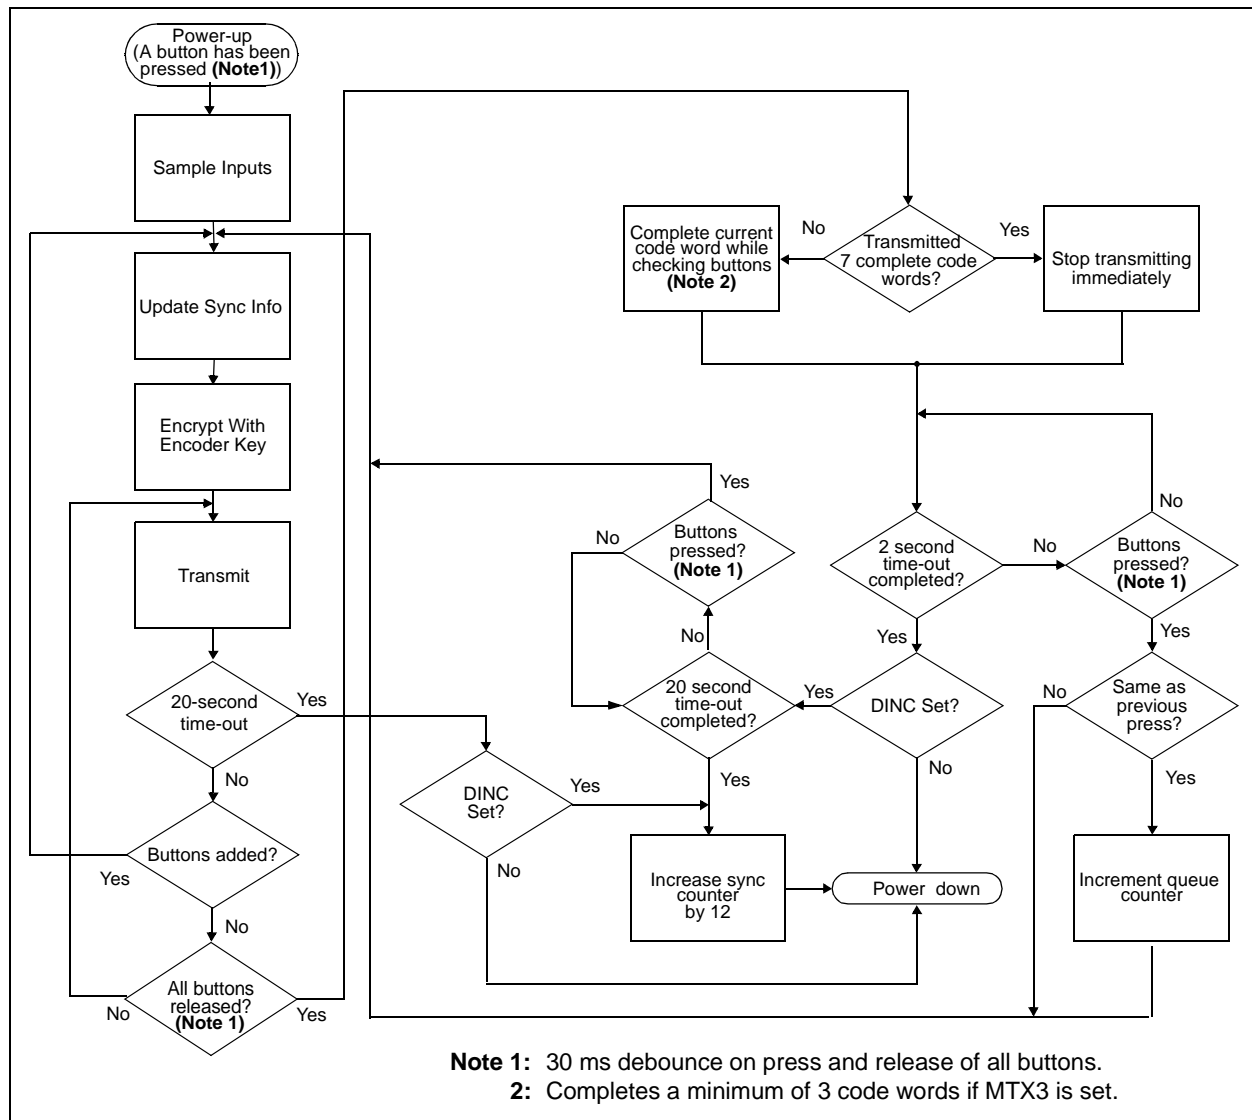 Power-up
(A button has been
pressed (Note1))
Sample Inputs
Update Sync Info
Encrypt With
Encoder Key
Transmit
20-second
time-out
Yes
No
Buttons added?
Yes
No
All buttons
released?
(Note 1)
No
Yes
DINC
Set?
Yes
No
Transmitted
7 complete code
words?
No
Yes
Complete current
code word while
checking buttons
(Note 2)
Stop transmitting
immediately
2 second
time-out
completed?
No
Yes
Buttons
pressed?
(Note 1)
No
Yes
Same as
previous
press?
No
Yes
Increment queue
counter
DINC Set?
Yes
No
20 second
time-out
completed?
No
Yes
Buttons
pressed?
(Note 1)
No
Yes
Increase sync
counter
by 12
Power down
Note 1: 30 ms debounce on press and release of all buttons.
2: Completes a minimum of 3 code words if MTX3 is set.